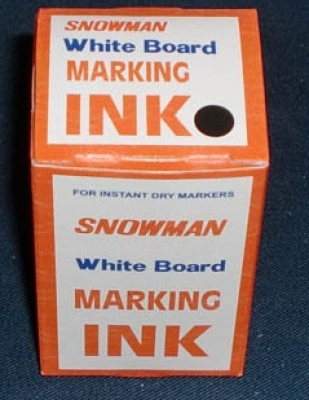 SNOWMAN
White Board
MARKING
INK
FOR INSTANT DRY MARKERS
SNOWMAN
White Board
MARKING
INK